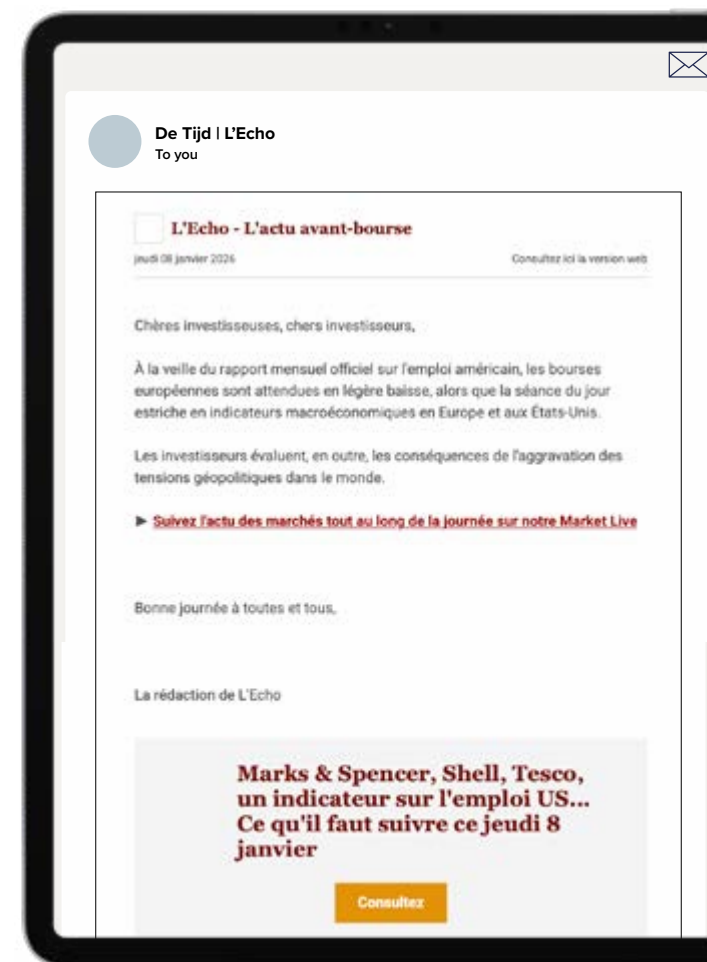 De Tijd | L'Echo
To you
L'Echo - L'actu avant-bourse
jeudi 08 janvier 2026
Consultez ici la version web
Chères investisseuses, chers investisseurs,
À la veille du rapport mensuel officiel sur l'emploi américain, les bourses
européennes sont attendues en légère baisse, alors que la séance du jour
estriche en indicateurs macroéconomiques en Europe et aux États-Unis.
Les investisseurs évaluent, en outre, les conséquences de l'aggravation des
tensions géopolitiques dans le monde.
► Suivez l'actu des marchés tout au long de la journée sur notre Market Live
Bonne journée à toutes et tous,
La rédaction de L'Echo
Marks & Spencer, Shell, Tesco,
un indicateur sur l'emploi US...
Ce qu'il faut suivre ce jeudi 8
janvier
Consultez